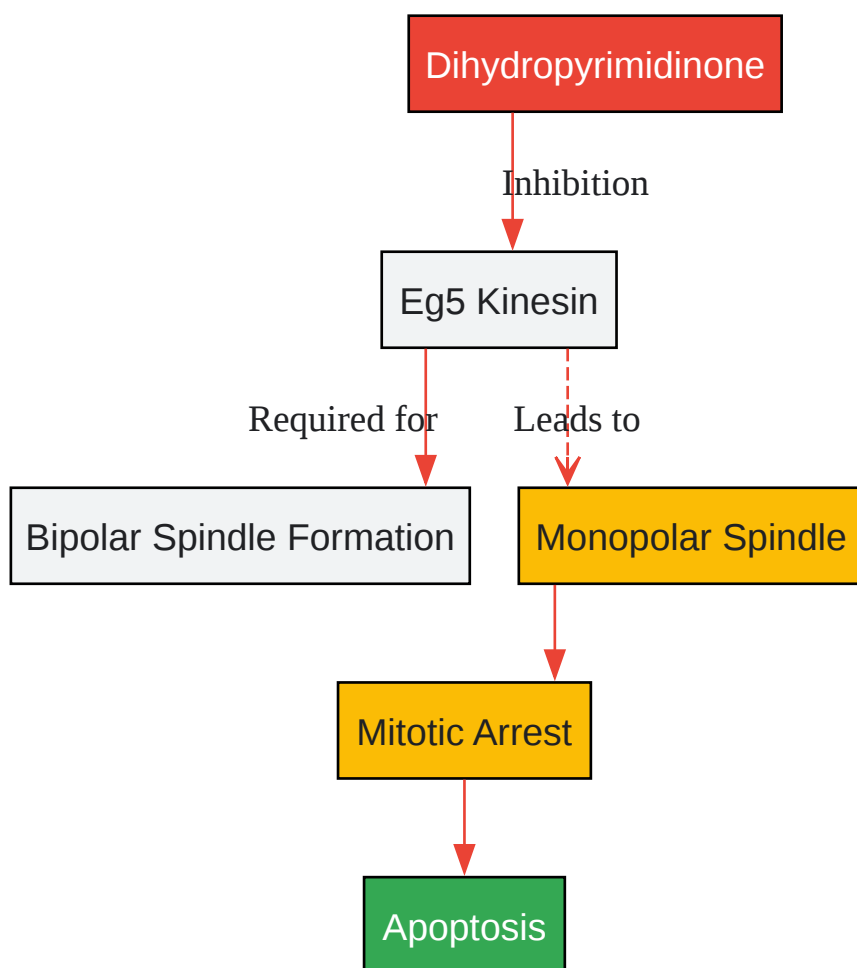 Dihydropyrimidinone
Inhibition
Eg5 Kinesin
Required for
Leads to
Bipolar Spindle Formation
Monopolar Spindle
Mitotic Arrest
Apoptosis